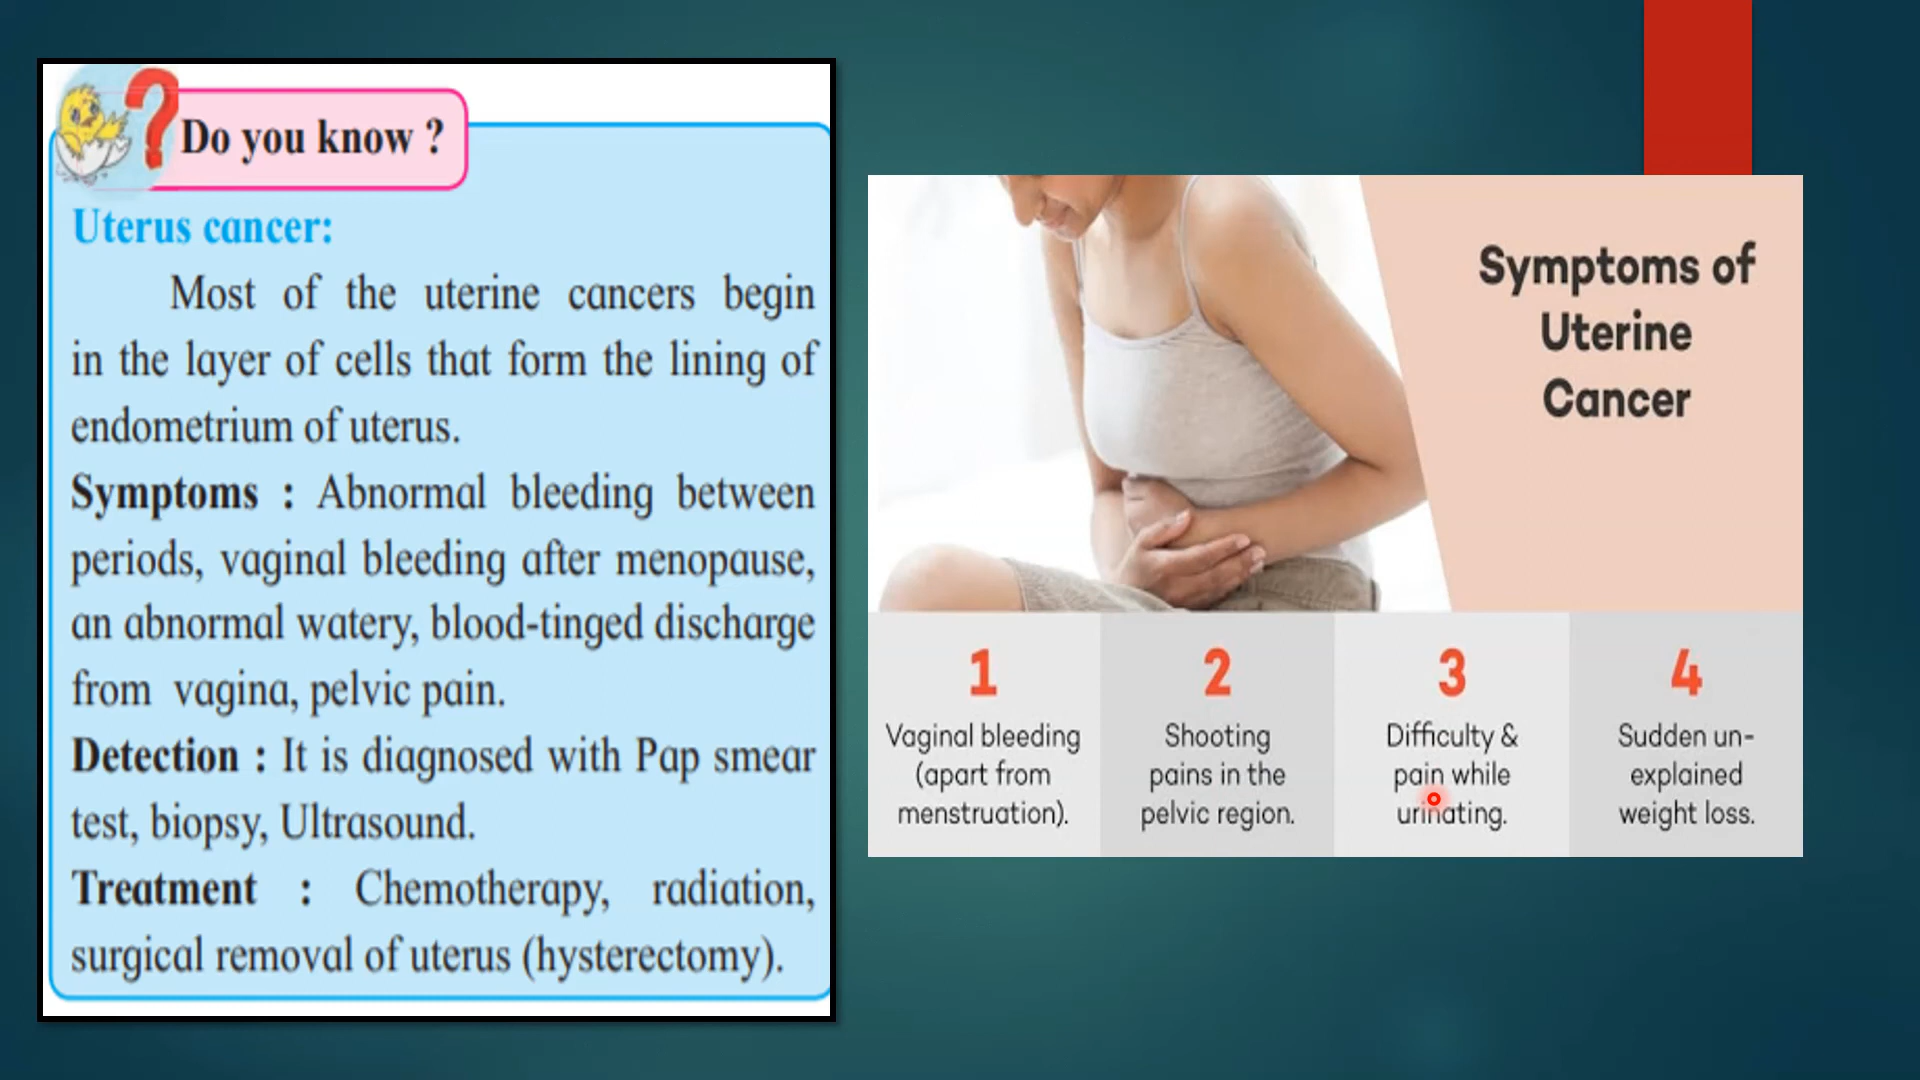 Do you know ?
Uterus cancer:
Most of the uterine cancers begin
in the layer of cells that form the lining of
endometrium of uterus.
Symptoms : Abnormal bleeding between
periods, vaginal bleeding after menopause,
an abnormal watery, blood-tinged discharge
from vagina, pelvic pain.
Detection : It is diagnosed with Pap smear
test, biopsy, Ultrasound.
Treatment : Chemotherapy, radiation,
surgical removal of uterus (hysterectomy).
Symptoms of
Uterine
Cancer
1
Vaginal bleeding
(apart from
menstruation).
2
Shooting
pains in the
pelvic region.
3
Difficulty &
pain while
urinating.
4
Sudden un-
explained
weight loss.